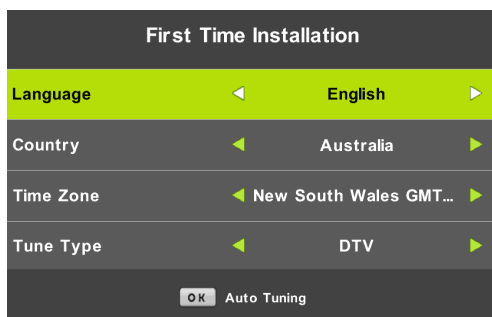 First Time Installation
Language English
Country Australia
Time Zone New South Wales GMT...
Tune Type DTV
OK Auto Tuning